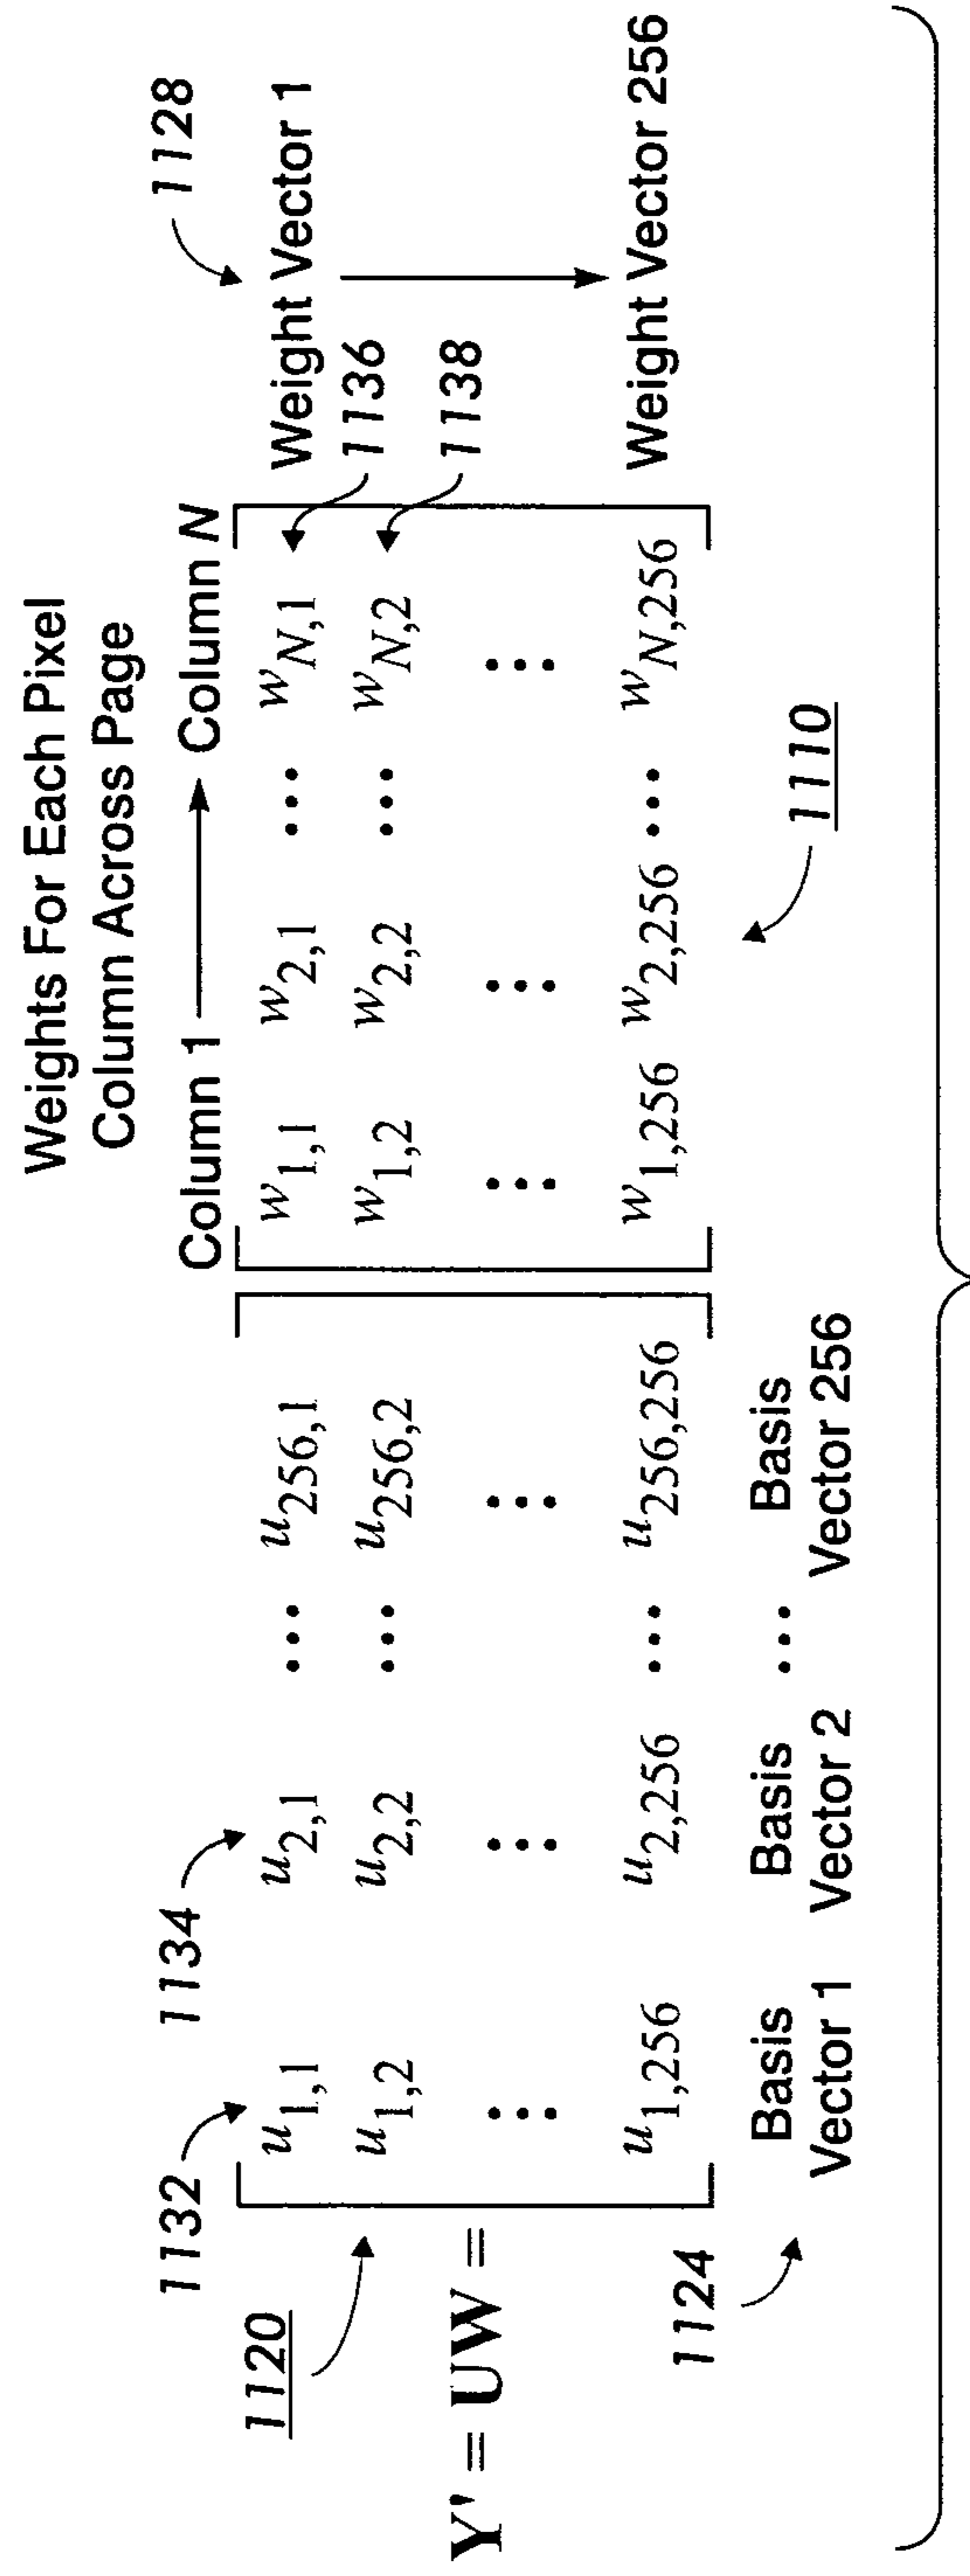 Weights For Each Pixel
Column Across Page
Column 1 Column N
1128
1132 1134
1120
Y' = UW =
u1,1 u2,1 ... u256,1 w1,1 w2,1 ... wN,1 Weight Vector 1
1136
u1,2 u2,2 ... u256,2 w1,2 w2,2 ... wN,2
1138
u1,256 u2,256 ... u256,256 w1,256 w2,256 ... wN,256 Weight Vector 256
1124
Basis Basis ... Basis
Vector 1 Vector 2 Vector 256
1110